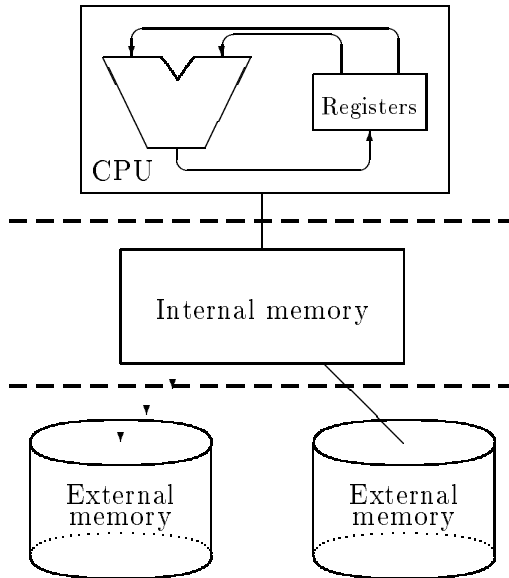 Registers
CPU
Internal memory
External
memory
External
memory